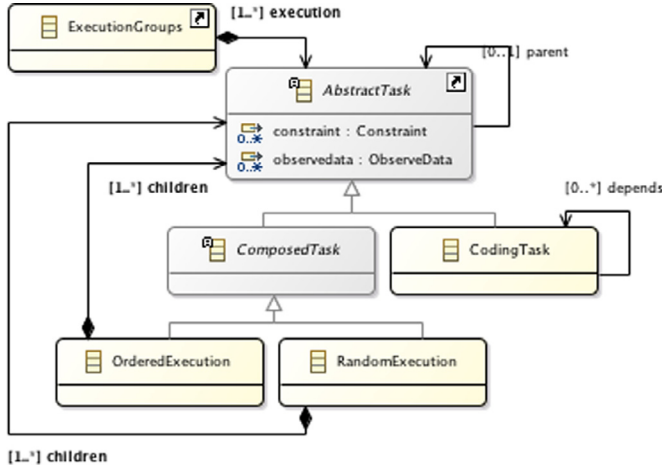 [1..*] execution
ExecutionGroups
[0..1] parent
AbstractTask
constraint : Constraint
0..*
observedata : ObserveData
0..*
[1..*] children
[0..*] depends
ComposedTask
CodingTask
OrderedExecution
RandomExecution
[1..*] children